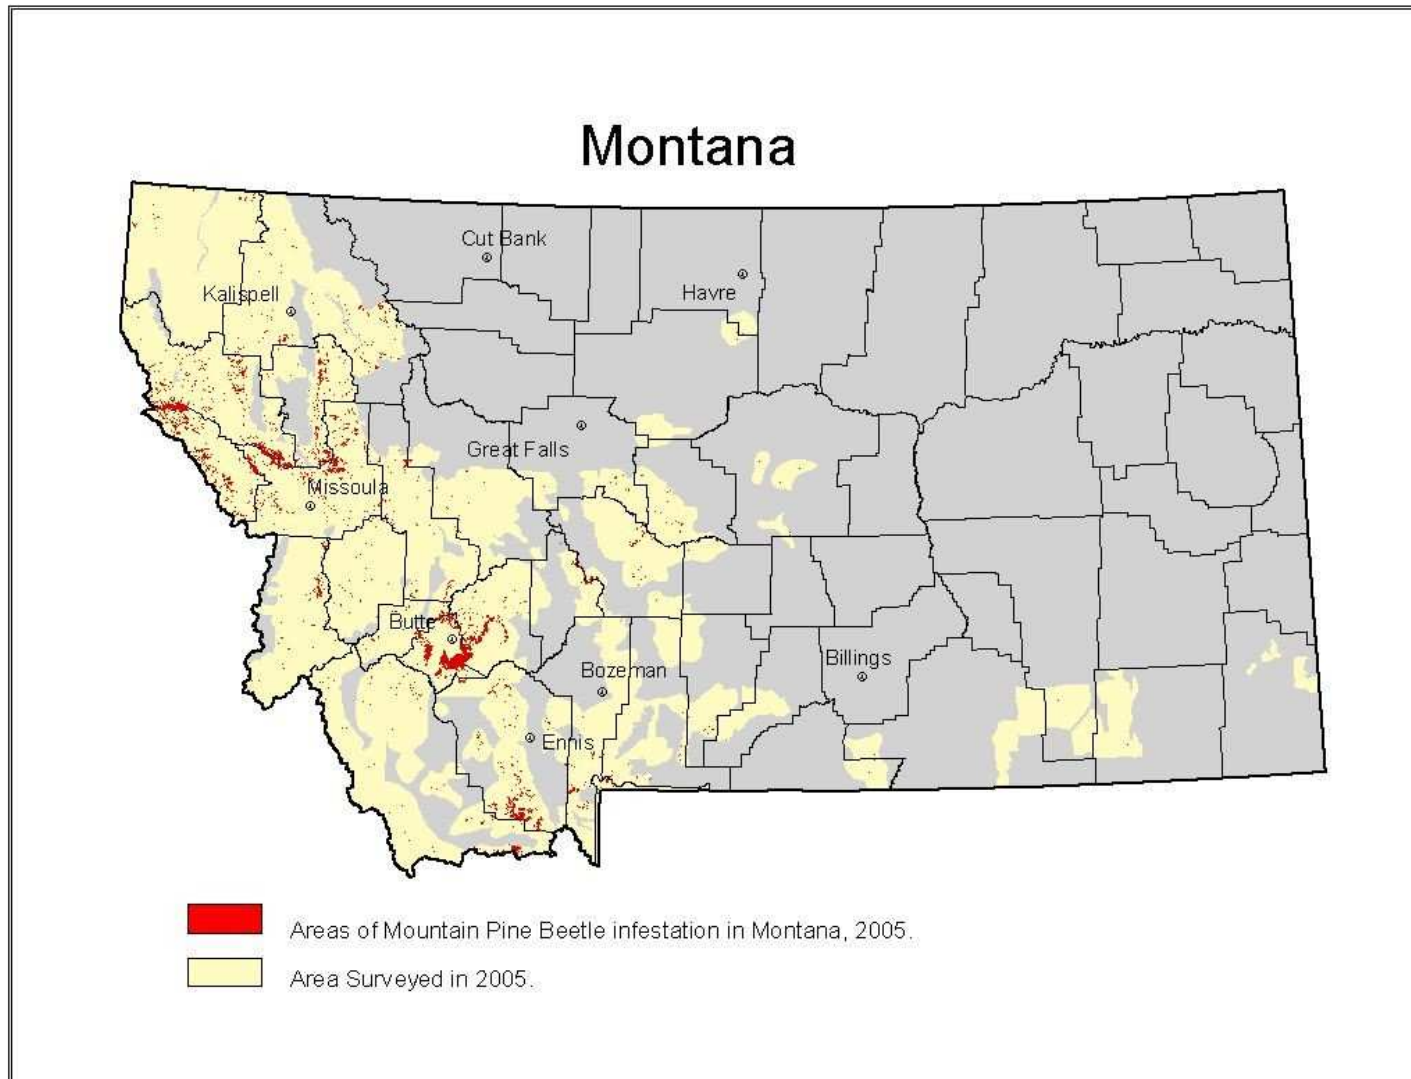 Montana
Cut Bank
Havre
Kalispell
Great Falls
Missoula
Butte
Bozeman
Billings
Ennis
Areas of Mountain Pine Beetle infestation in Montana, 2005.
Area Surveyed in 2005.